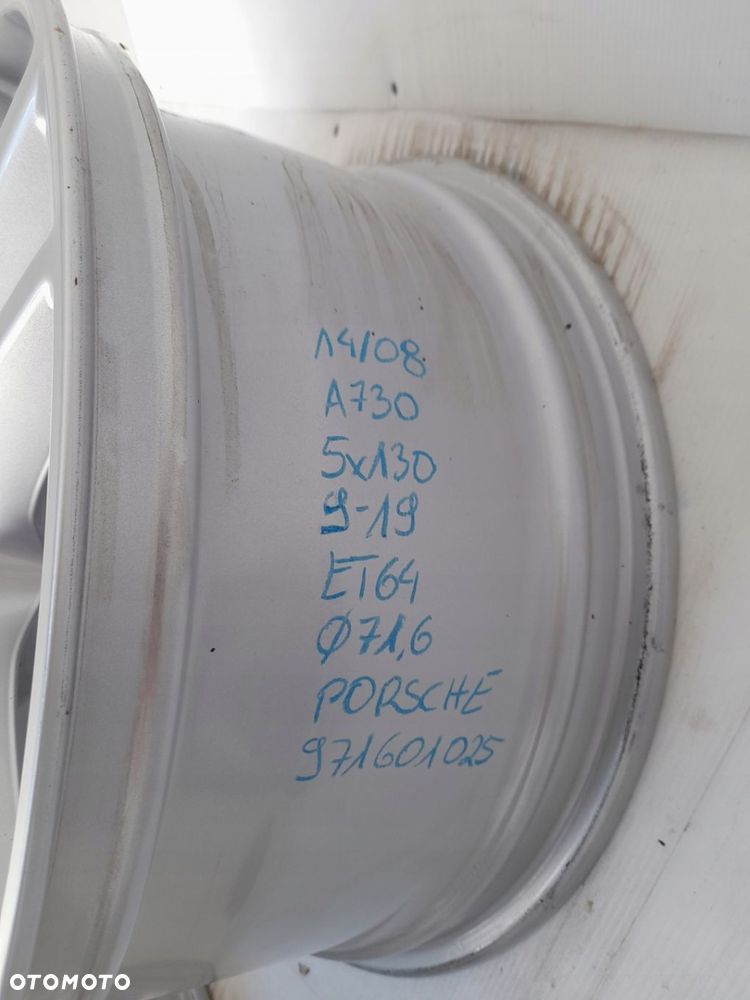 14/08
A730
5x130
9-19
ET64
Ø71,6
PORSCHE
971601025
OTOMOTO